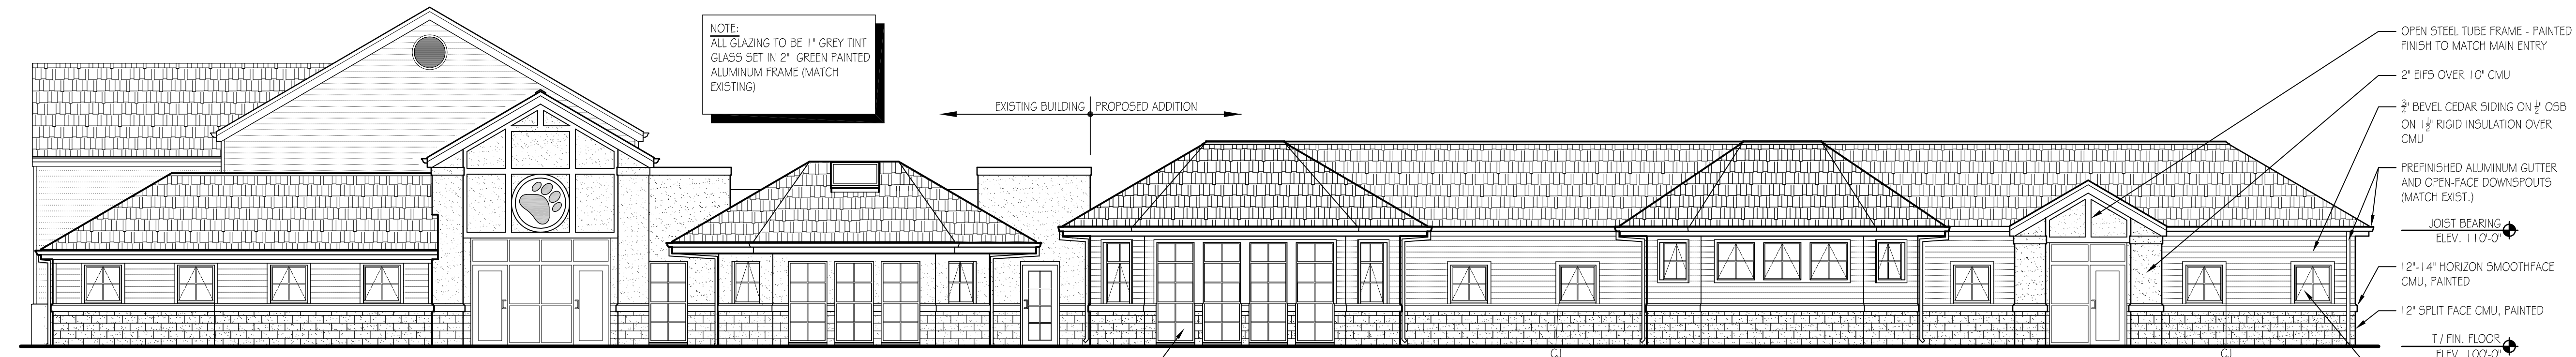 NOTE:
ALL GLAZING TO BE 1" GREY TINT
GLASS SET IN 2" GREEN PAINTED
ALUMINUM FRAME (MATCH
EXISTING)
EXISTING BUILDING
PROPOSED ADDITION
OPEN STEEL TUBE FRAME - PAINTED
FINISH TO MATCH MAIN ENTRY
2" EIFS OVER 10" CMU
3/4" BEVEL CEDAR SIDING ON 1/2" OSB
ON 1 1/2" RIGID INSULATION OVER
CMU
PREFINISHED ALUMINUM GUTTER
AND OPEN-FACE DOWNSPOUTS
(MATCH EXIST.)
JOIST BEARING
ELEV. 110'-0"
12"-14" HORIZON SMOOTHFACE
CMU, PAINTED
12" SPLIT FACE CMU, PAINTED
T / FIN. FLOOR
ELEV. 100'-0"
CJ
CJ